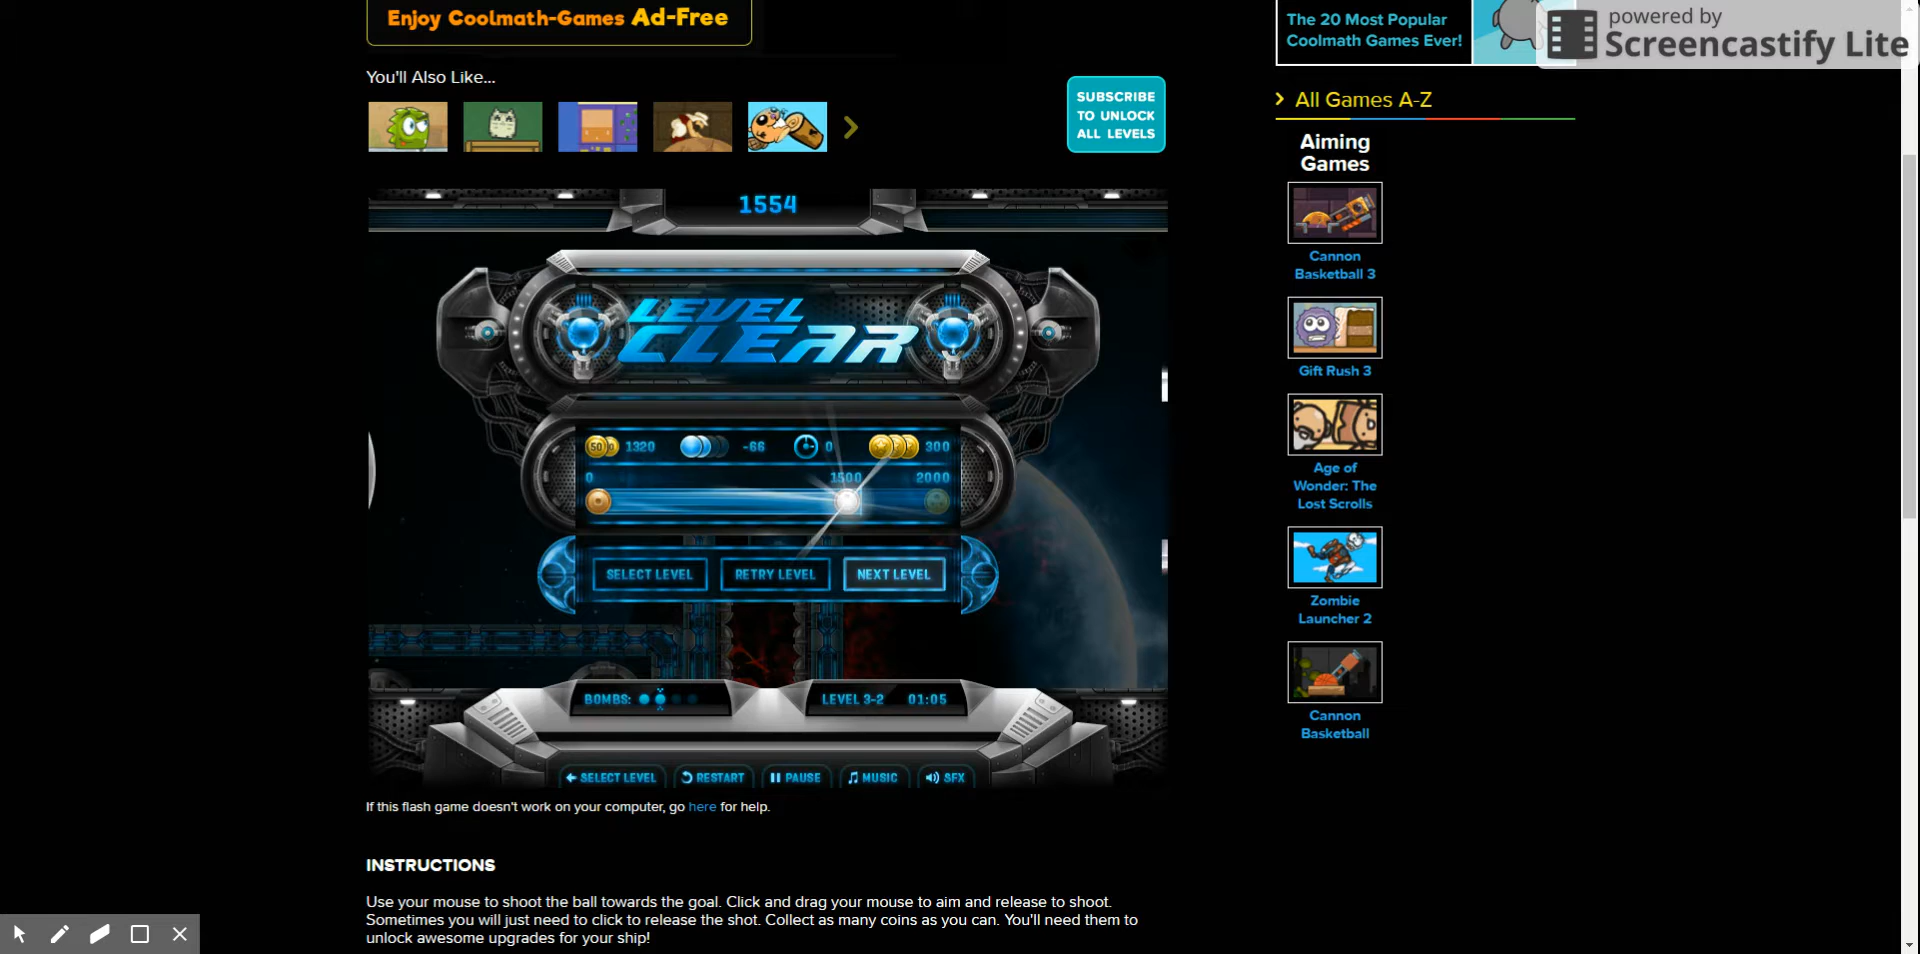 Enjoy Coolmath-Games Ad-Free
The 20 Most Popular
Coolmath Games Ever!
powered by
Screencastify Lite
You'll Also Like...
SUBSCRIBE
TO UNLOCK
ALL LEVELS
All Games A-Z
Aiming
Games
Cannon
Basketball 3
Gift Rush 3
Age of
Wonder: The
Lost Scrolls
Zombie
Launcher 2
Cannon
Basketball
1554
LEVEL
CLEAR
50 1320 -66 0 300
0 1500 2000
SELECT LEVEL RETRY LEVEL NEXT LEVEL
BOMBS: LEVEL 3-2 01:05
SELECT LEVEL RESTART PAUSE MUSIC SFX
If this flash game doesn't work on your computer, go here for help.
INSTRUCTIONS
Use your mouse to shoot the ball towards the goal. Click and drag your mouse to aim and release to shoot.
Sometimes you will just need to click to release the shot. Collect as many coins as you can. You'll need them to
unlock awesome upgrades for your ship!